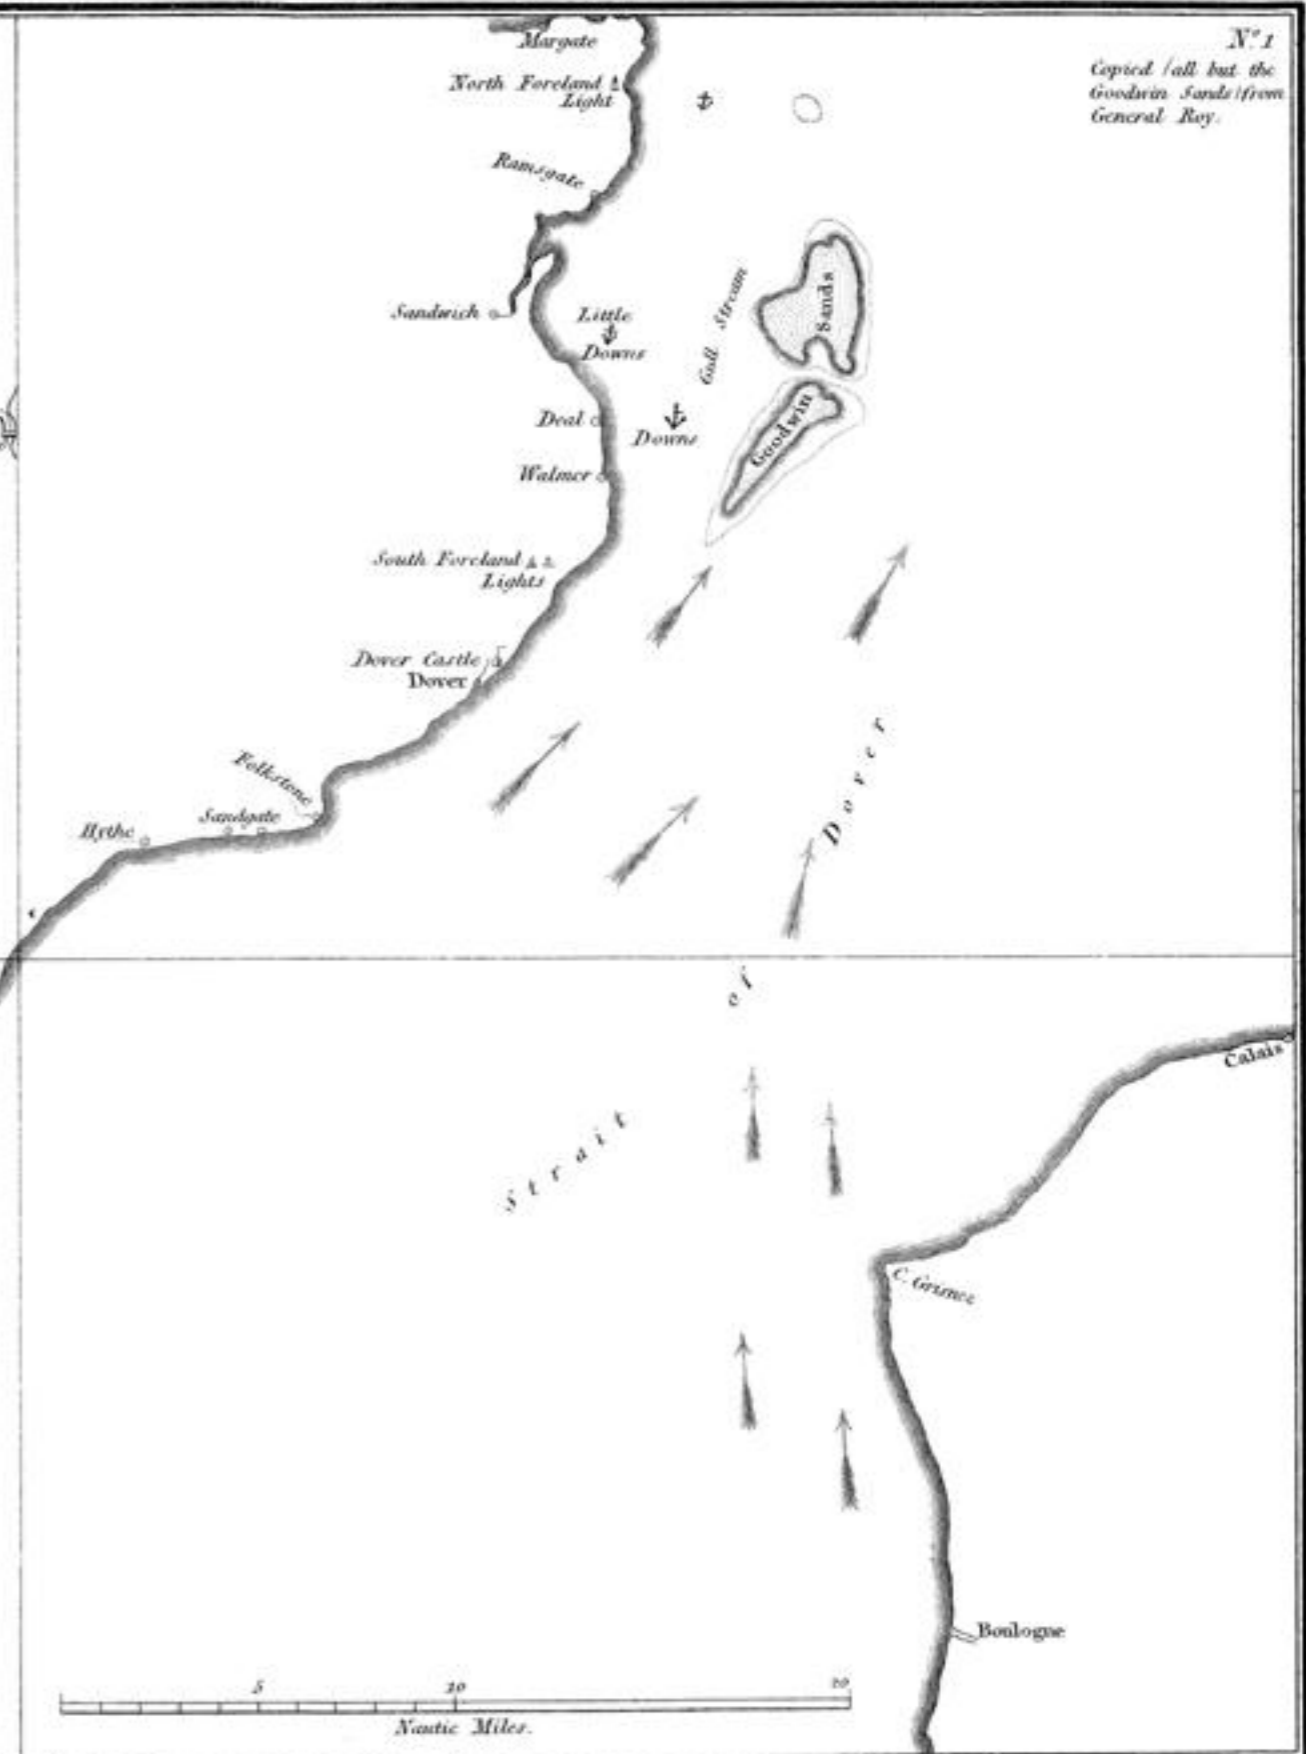 Margate
N.o 1
Copied (all but the
Goodwin Sands) from
General Roy.
North Foreland
Light
Ramsgate
Sandwich
Little
Downs
Gull Stream
Sands
Deal
Downs
Goodwin
Walmer
South Foreland
Lights
Dover Castle
Dover
Folkstone
Sandgate
Hythe
Strait of Dover
Calais
C. Grisnez
Boulogne
5 10 20
Nautic Miles.